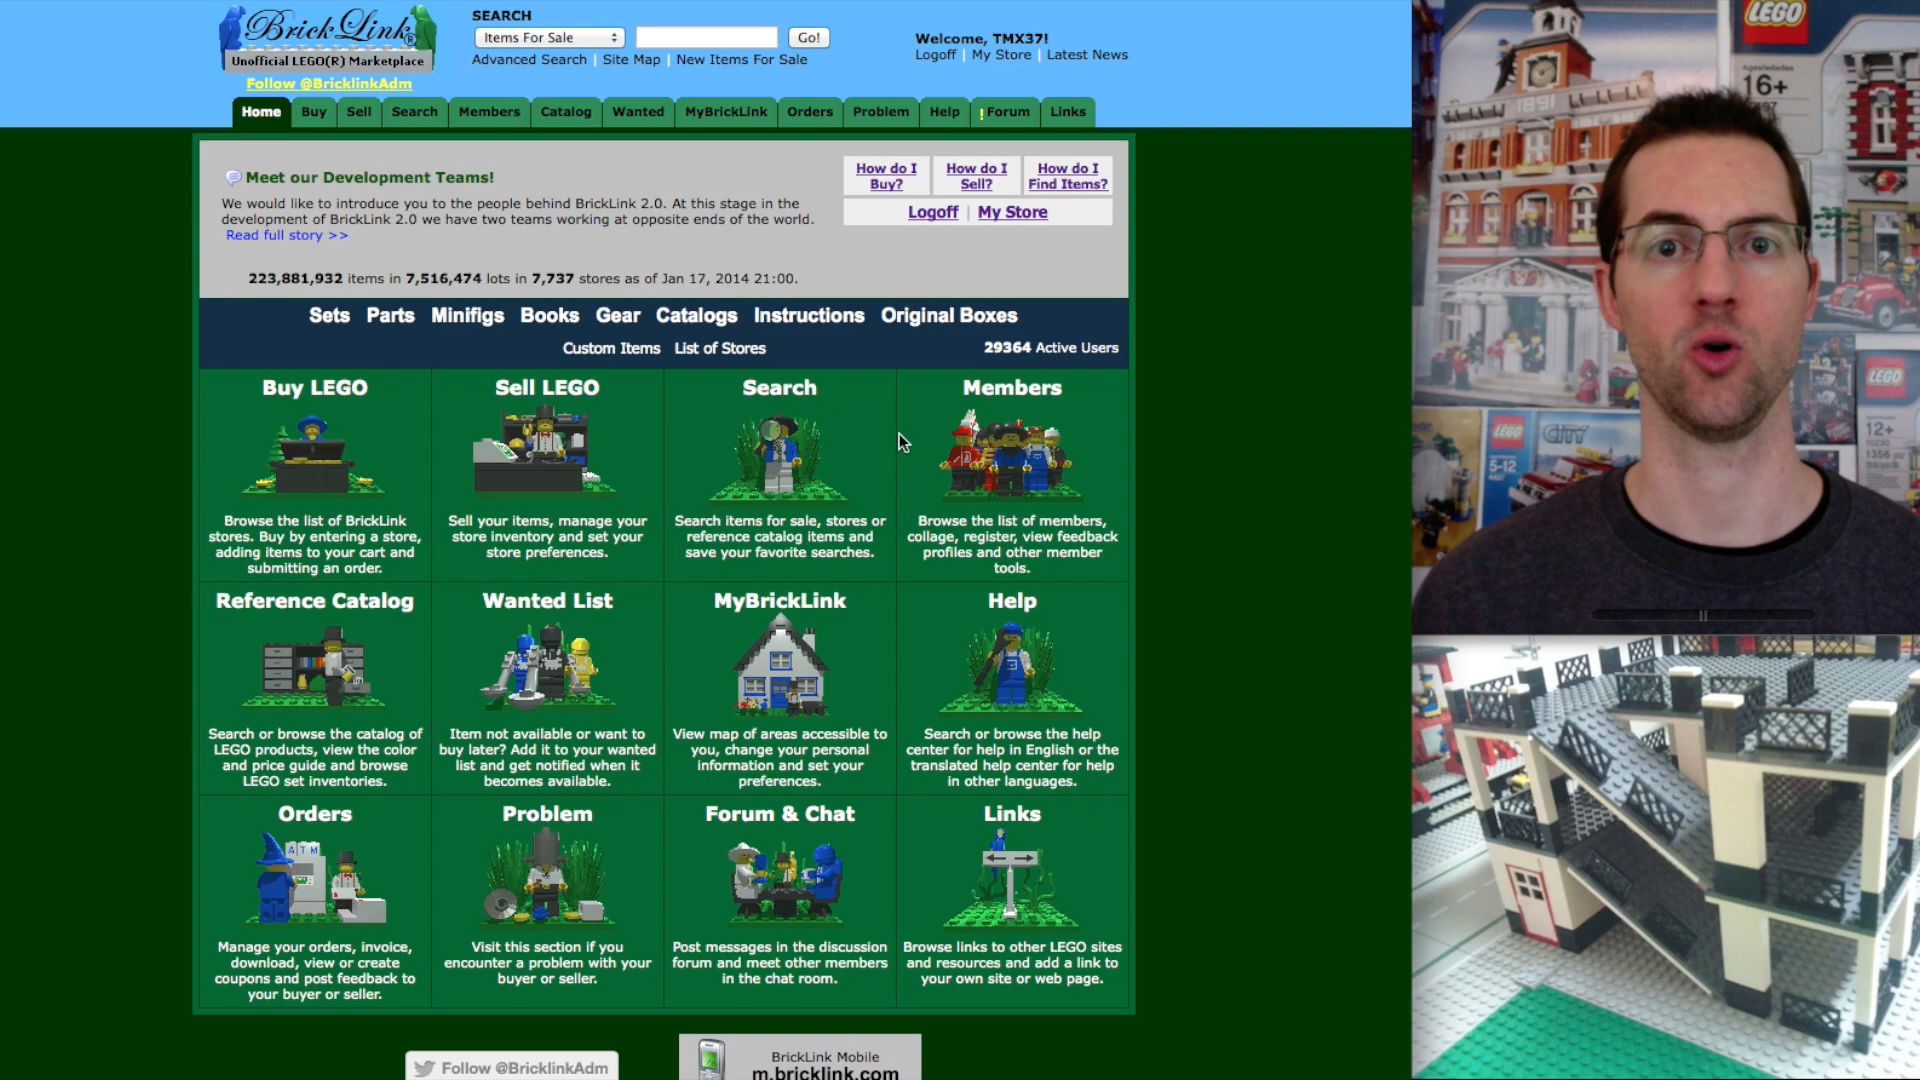 BrickLink®
Unofficial LEGO(R) Marketplace
Follow @BricklinkAdm
SEARCH
Items For Sale
Go!
Advanced Search | Site Map | New Items For Sale
Welcome, TMX37!
Logoff | My Store | Latest News
Home Buy Sell Search Members Catalog Wanted MyBrickLink Orders Problem Help ! Forum Links
Meet our Development Teams!
We would like to introduce you to the people behind BrickLink 2.0. At this stage in the
development of BrickLink 2.0 we have two teams working at opposite ends of the world.
Read full story >>
How do I
Buy?
How do I
Sell?
How do I
Find Items?
Logoff | My Store
223,881,932 items in 7,516,474 lots in 7,737 stores as of Jan 17, 2014 21:00.
Sets Parts Minifigs Books Gear Catalogs Instructions Original Boxes
Custom Items List of Stores
29364 Active Users
Buy LEGO
Browse the list of BrickLink
stores. Buy by entering a store,
adding items to your cart and
submitting an order.
Sell LEGO
Sell your items, manage your
store inventory and set your
store preferences.
Search
Search items for sale, stores or
reference catalog items and
save your favorite searches.
Members
Browse the list of members,
collage, register, view feedback
profiles and other member
tools.
Reference Catalog
Search or browse the catalog of
LEGO products, view the color
and price guide and browse
LEGO set inventories.
Wanted List
Item not available or want to
buy later? Add it to your wanted
list and get notified when it
becomes available.
MyBrickLink
View map of areas accessible to
you, change your personal
information and set your
preferences.
Help
Search or browse the help
center for help in English or the
translated help center for help
in other languages.
Orders
ATM
Manage your orders, invoice,
download, view or create
coupons and post feedback to
your buyer or seller.
Problem
Visit this section if you
encounter a problem with your
buyer or seller.
Forum & Chat
Post messages in the discussion
forum and meet other members
in the chat room.
Links
Browse links to other LEGO sites
and resources and add a link to
your own site or web page.
Follow @BricklinkAdm
BrickLink Mobile
m.bricklink.com
LEGO
Ages/edades
16+
1891
LEGO
LEGO CITY
5-12
12+
10230
1356